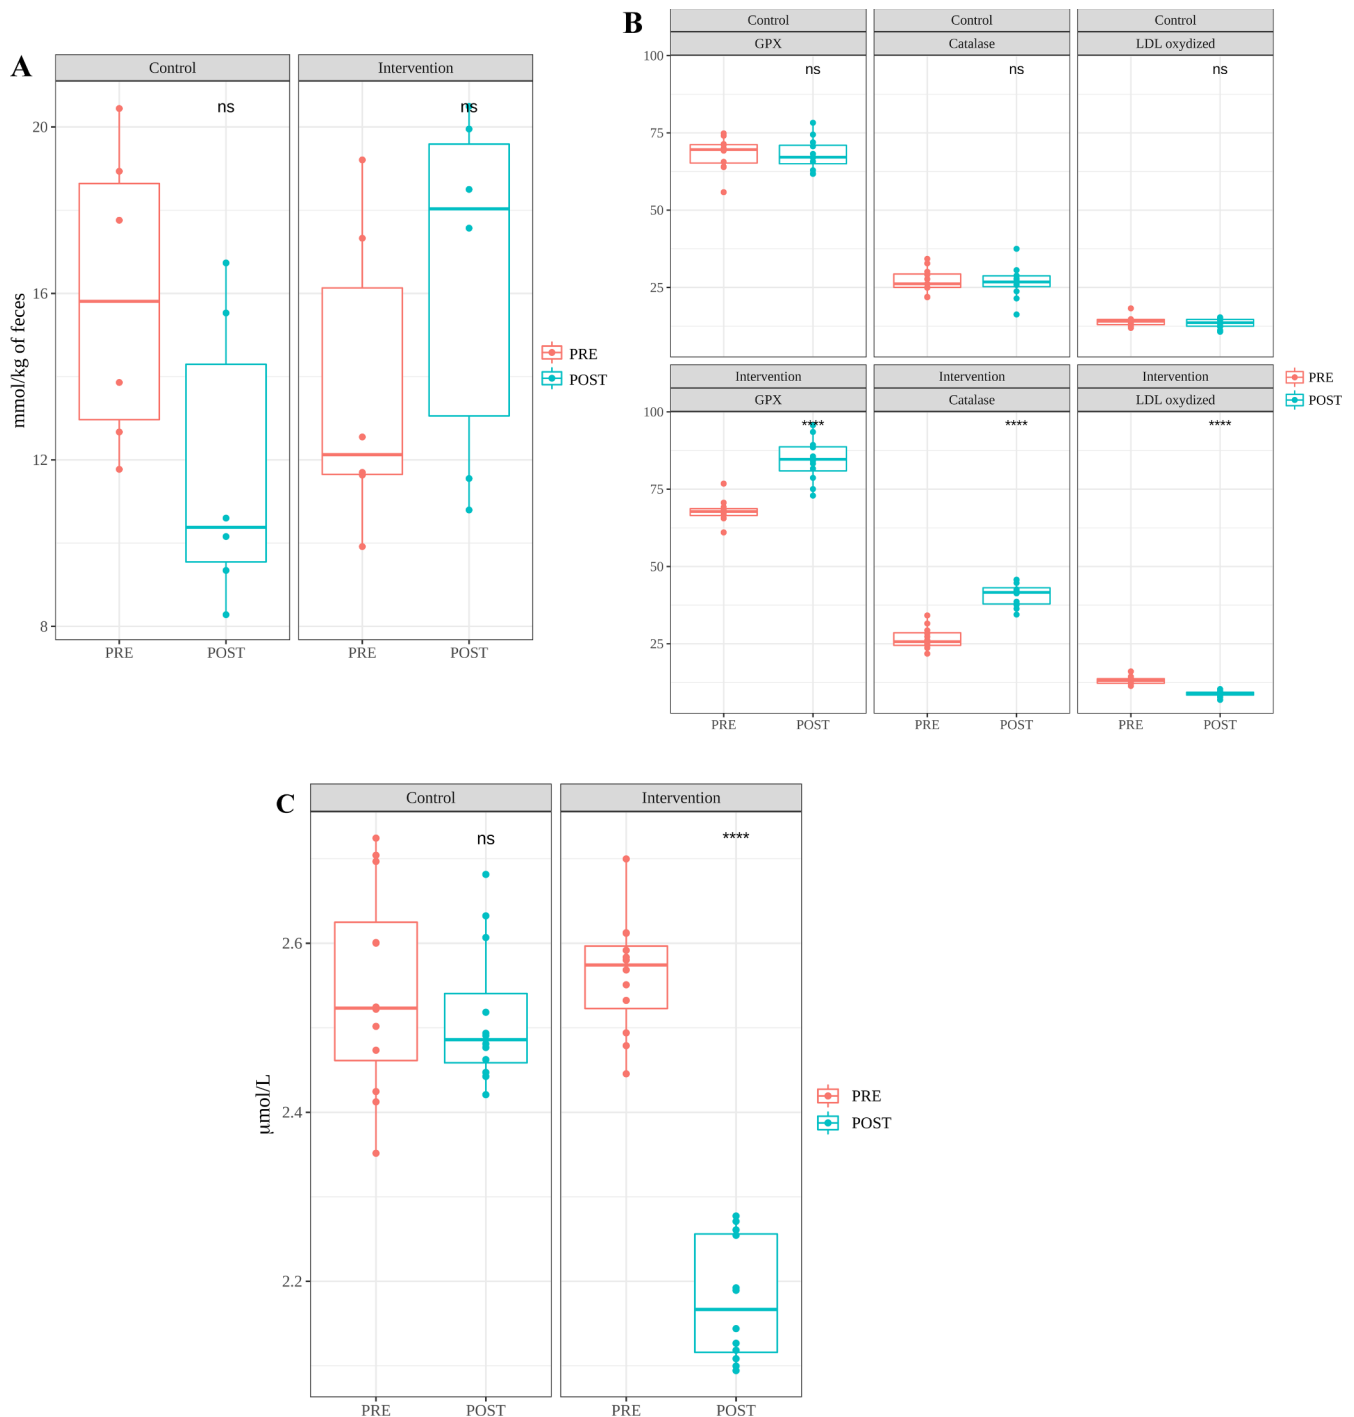 A
Control
Intervention
ns
ns
20
16
12
8
mmol/kg of feces
PRE
POST
PRE
POST
PRE
POST
B
Control
Control
Control
GPX
Catalase
LDL oxydized
100
75
50
25
ns
ns
ns
Intervention
Intervention
Intervention
GPX
Catalase
LDL oxydized
100
75
50
25
****
****
****
PRE
POST
PRE
POST
PRE
POST
PRE
POST
C
Control
Intervention
ns
****
2.6
2.4
2.2
µmol/L
PRE
POST
PRE
POST
PRE
POST